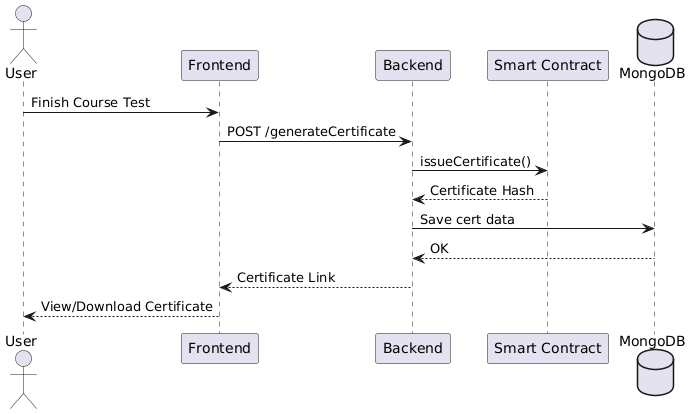 User
Frontend
Backend
Smart Contract
MongoDB
Finish Course Test
POST /generateCertificate
issueCertificate()
Certificate Hash
Save cert data
OK
Certificate Link
View/Download Certificate
User
Frontend
Backend
Smart Contract
MongoDB